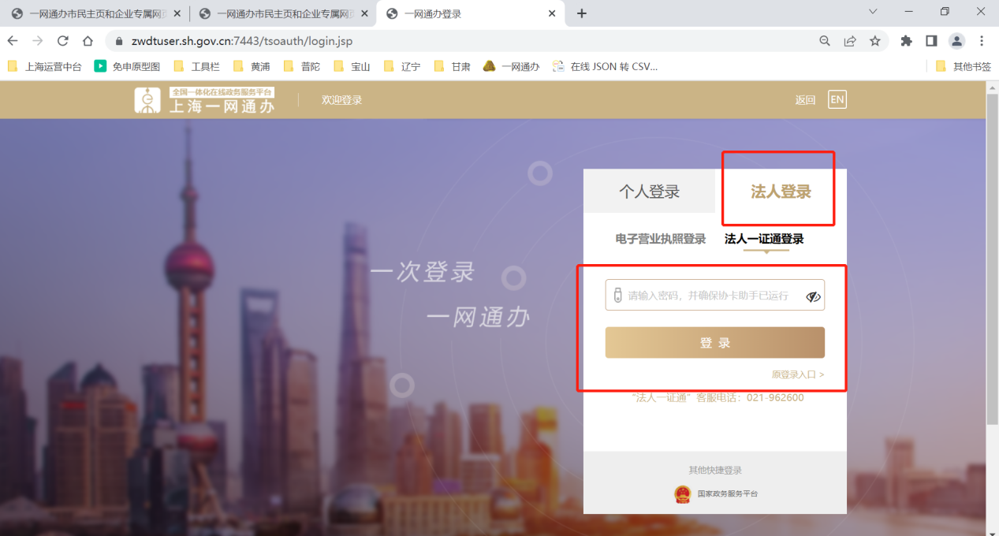 一网通办市民主页和企业专属网页
一网通办市民主页和企业专属网页
一网通办登录
zwdtuser.sh.gov.cn:7443/tsoauth/login.jsp
上海运营中台
免申原型图
工具栏
黄浦
普陀
宝山
辽宁
甘肃
一网通办
在线 JSON 转 CSV...
其他书签
全国一体化在线政务服务平台
上海一网通办
欢迎登录
返回
EN
个人登录
法人登录
电子营业执照登录
法人一证通登录
一次登录
一网通办
请输入密码，并确保协卡助手已运行
登 录
原登录入口 >
“法人一证通”客服电话：021-962600
其他快捷登录
国家政务服务平台